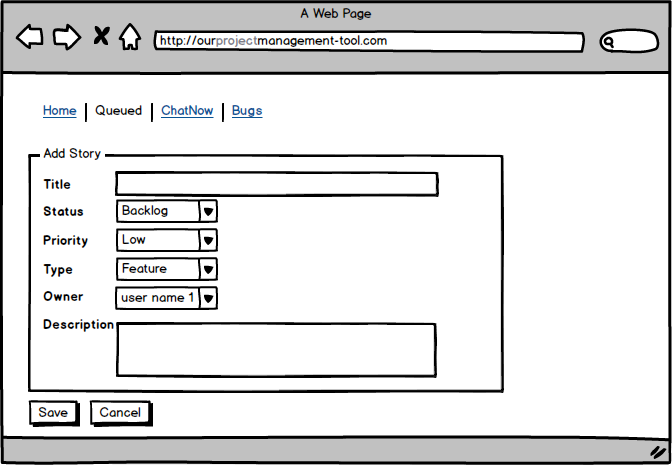 A Web Page
http://ourprojectmanagement-tool.com
Home Queued ChatNow Bugs
Add Story
Title
Status Backlog
Priority Low
Type Feature
Owner user name 1
Description
Save Cancel